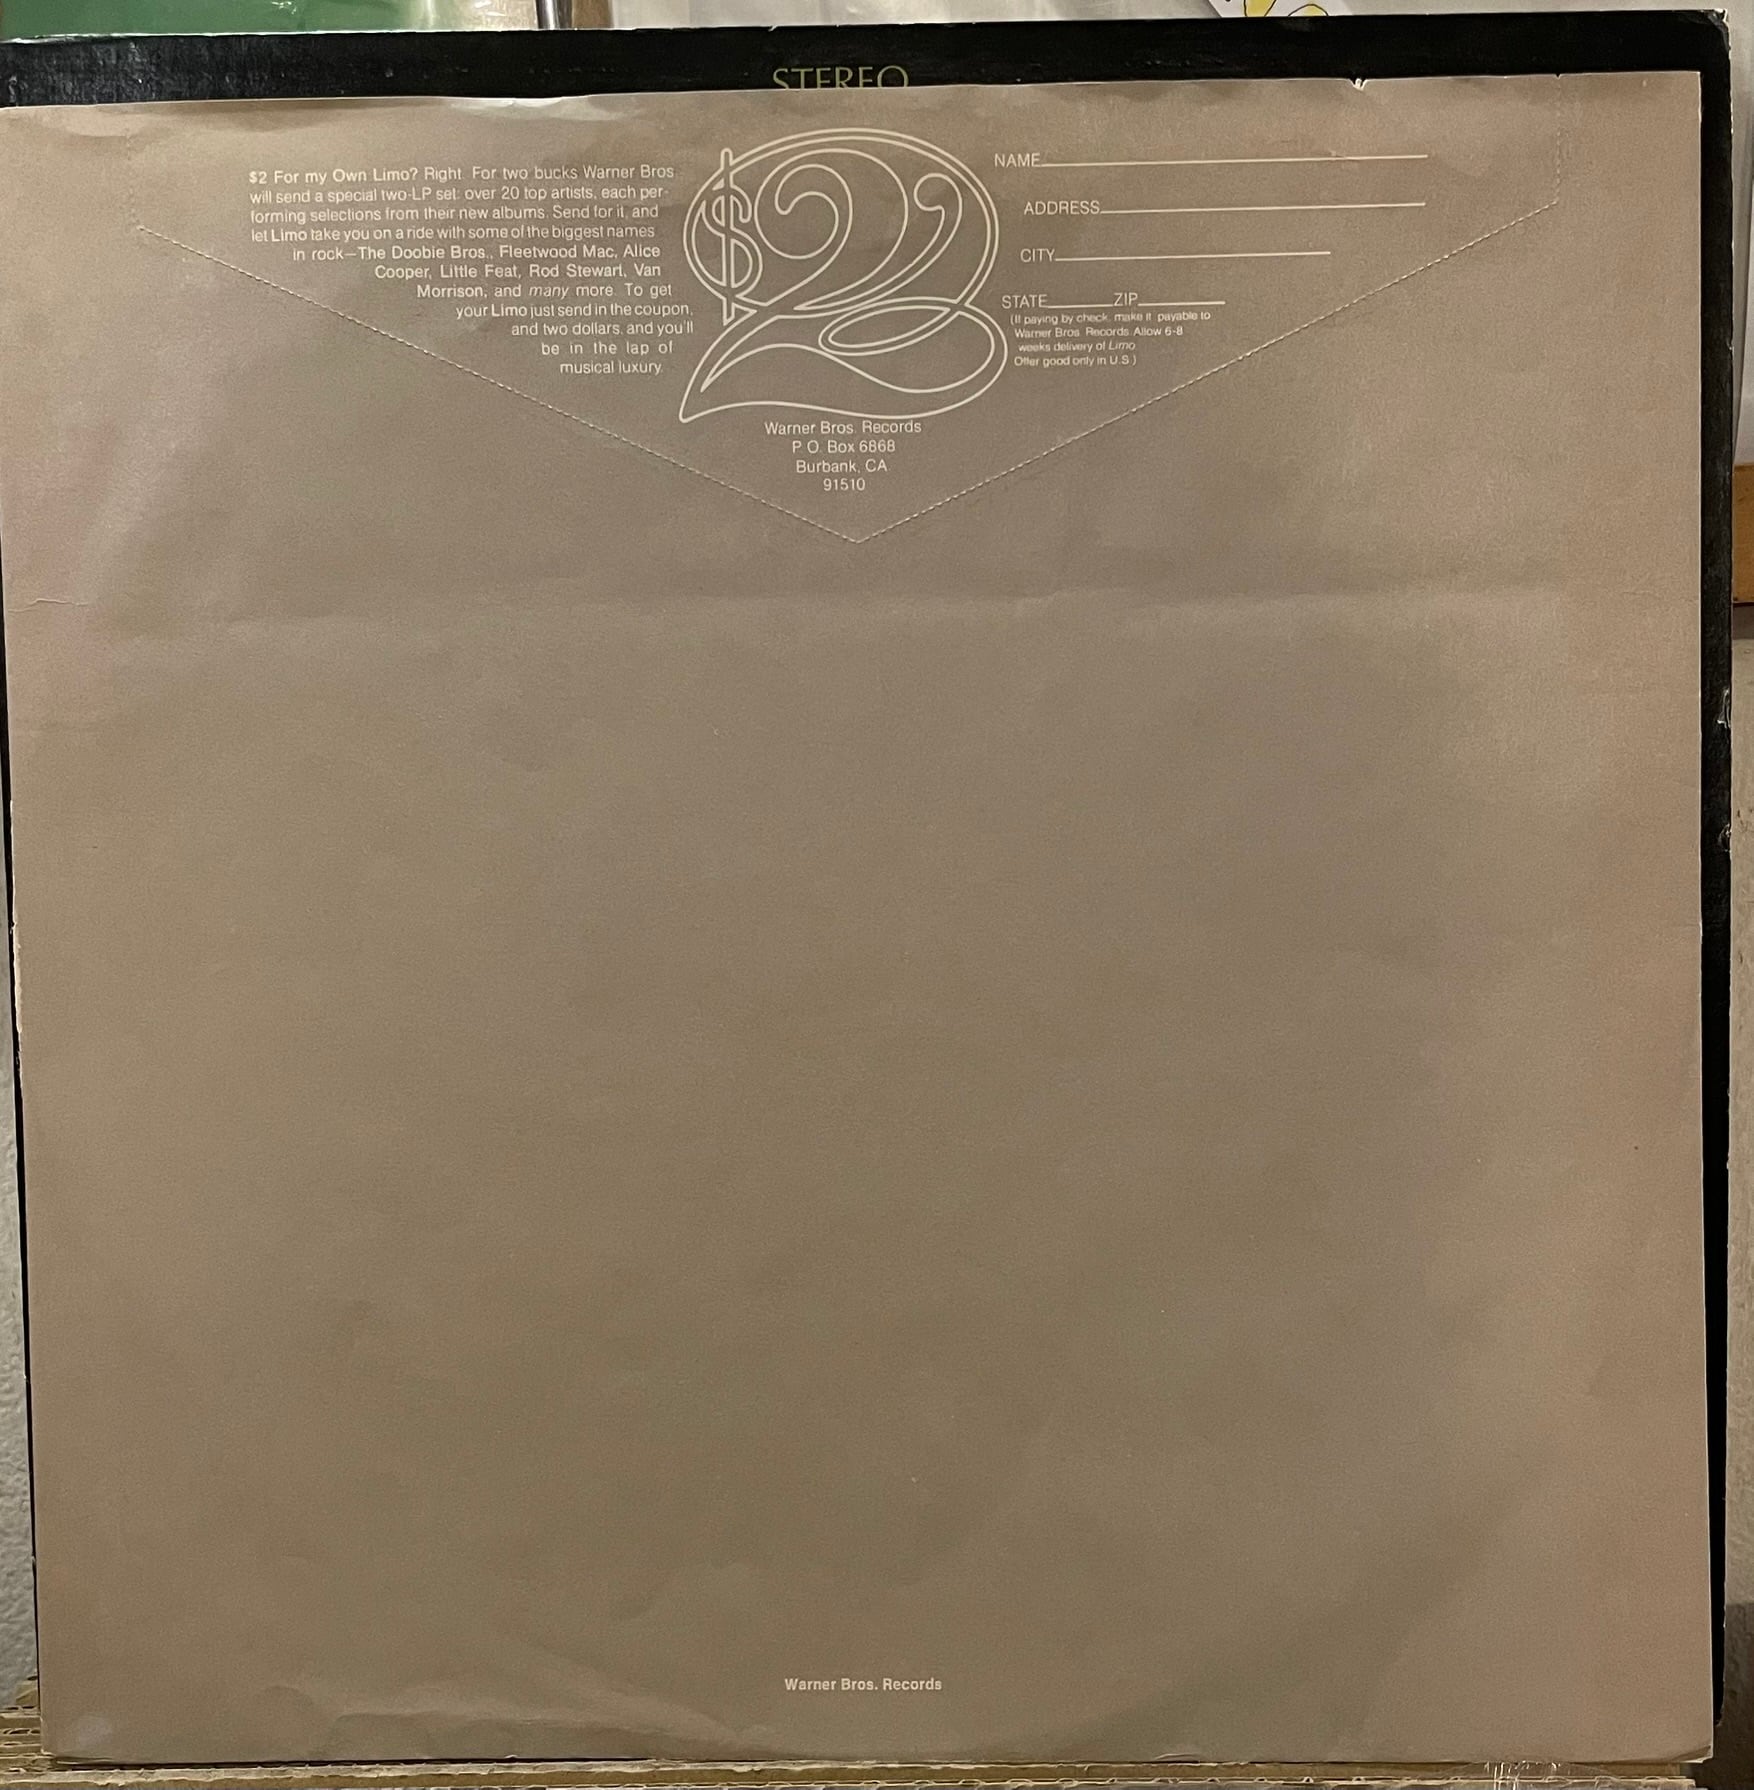 STEREO
$2 For my Own Limo? Right. For two bucks Warner Bros.
will send a special two-LP set: over 20 top artists, each per-
forming selections from their new albums. Send for it, and
let Limo take you on a ride with some of the biggest names
in rock—The Doobie Bros., Fleetwood Mac, Alice
Cooper, Little Feat, Rod Stewart, Van
Morrison, and many more. To get
your Limo just send in the coupon,
and two dollars, and you'll
be in the lap of
musical luxury.
$2
NAME
ADDRESS
CITY
STATE ZIP
(If paying by check, make it payable to
Warner Bros. Records. Allow 6-8
weeks delivery of Limo.
Offer good only in U.S.)
Warner Bros. Records
P.O. Box 6868
Burbank, CA
91510
Warner Bros. Records